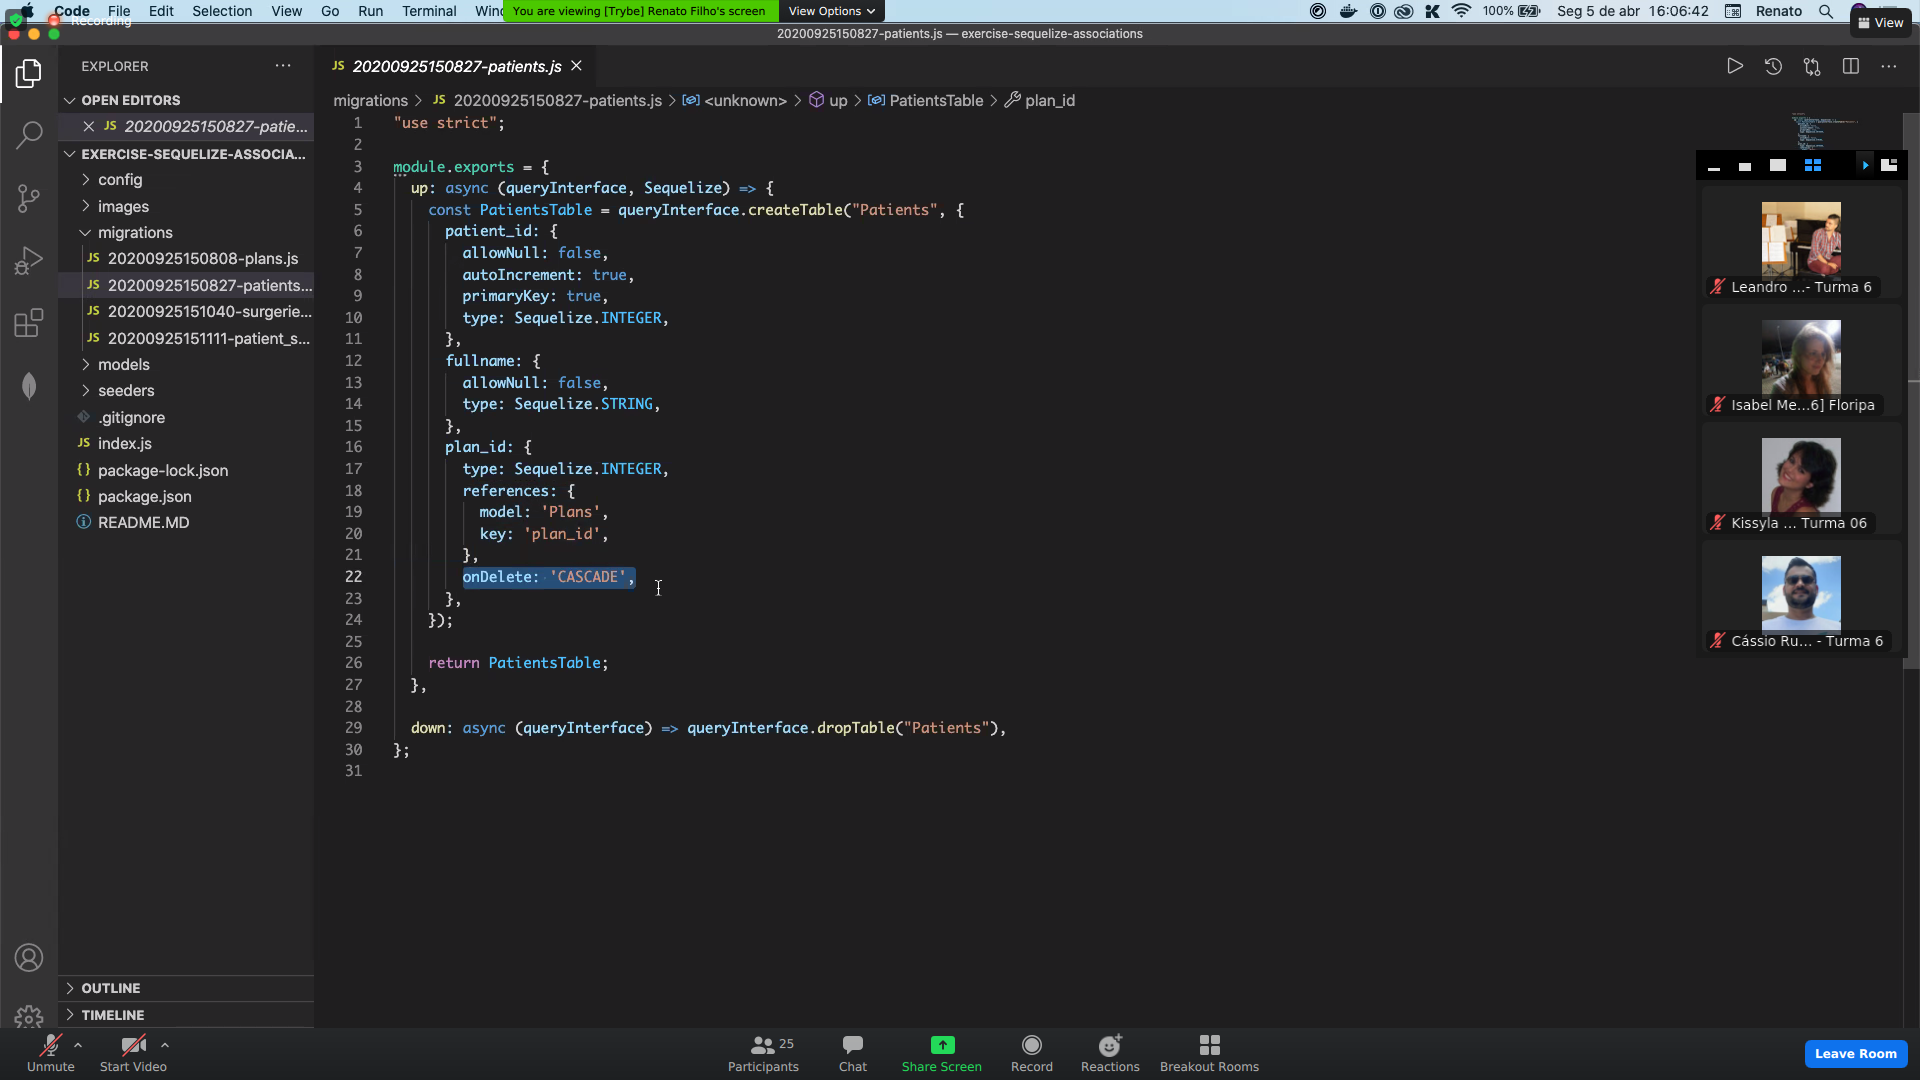 Code File Edit Selection View Go Run Terminal Wind
You are viewing [Trybe] Renato Filho's screen View Options
100% Seg 5 de abr 16:06:42 Renato
Recording
View
20200925150827-patients.js — exercise-sequelize-associations
EXPLORER
JS 20200925150827-patients.js
OPEN EDITORS
JS 20200925150827-patie...
EXERCISE-SEQUELIZE-ASSOCIA...
config
images
migrations
JS 20200925150808-plans.js
JS 20200925150827-patients...
JS 20200925151040-surgerie...
JS 20200925151111-patient_s...
models
seeders
.gitignore
JS index.js
{} package-lock.json
{} package.json
README.MD
OUTLINE
TIMELINE
migrations > JS 20200925150827-patients.js > <unknown> > up > PatientsTable > plan_id
1 "use strict";
2
3 module.exports = {
4 up: async (queryInterface, Sequelize) => {
5 const PatientsTable = queryInterface.createTable("Patients", {
6 patient_id: {
7 allowNull: false,
8 autoIncrement: true,
9 primaryKey: true,
10 type: Sequelize.INTEGER,
11 },
12 fullname: {
13 allowNull: false,
14 type: Sequelize.STRING,
15 },
16 plan_id: {
17 type: Sequelize.INTEGER,
18 references: {
19 model: 'Plans',
20 key: 'plan_id',
21 },
22 onDelete: 'CASCADE',
23 },
24 });
25
26 return PatientsTable;
27 },
28
29 down: async (queryInterface) => queryInterface.dropTable("Patients"),
30 };
31
Leandro ...- Turma 6
Isabel Me...6] Floripa
Kissyla ... Turma 06
Cássio Ru... - Turma 6
Unmute
Start Video
25
Participants
Chat
Share Screen
Record
Reactions
Breakout Rooms
Leave Room